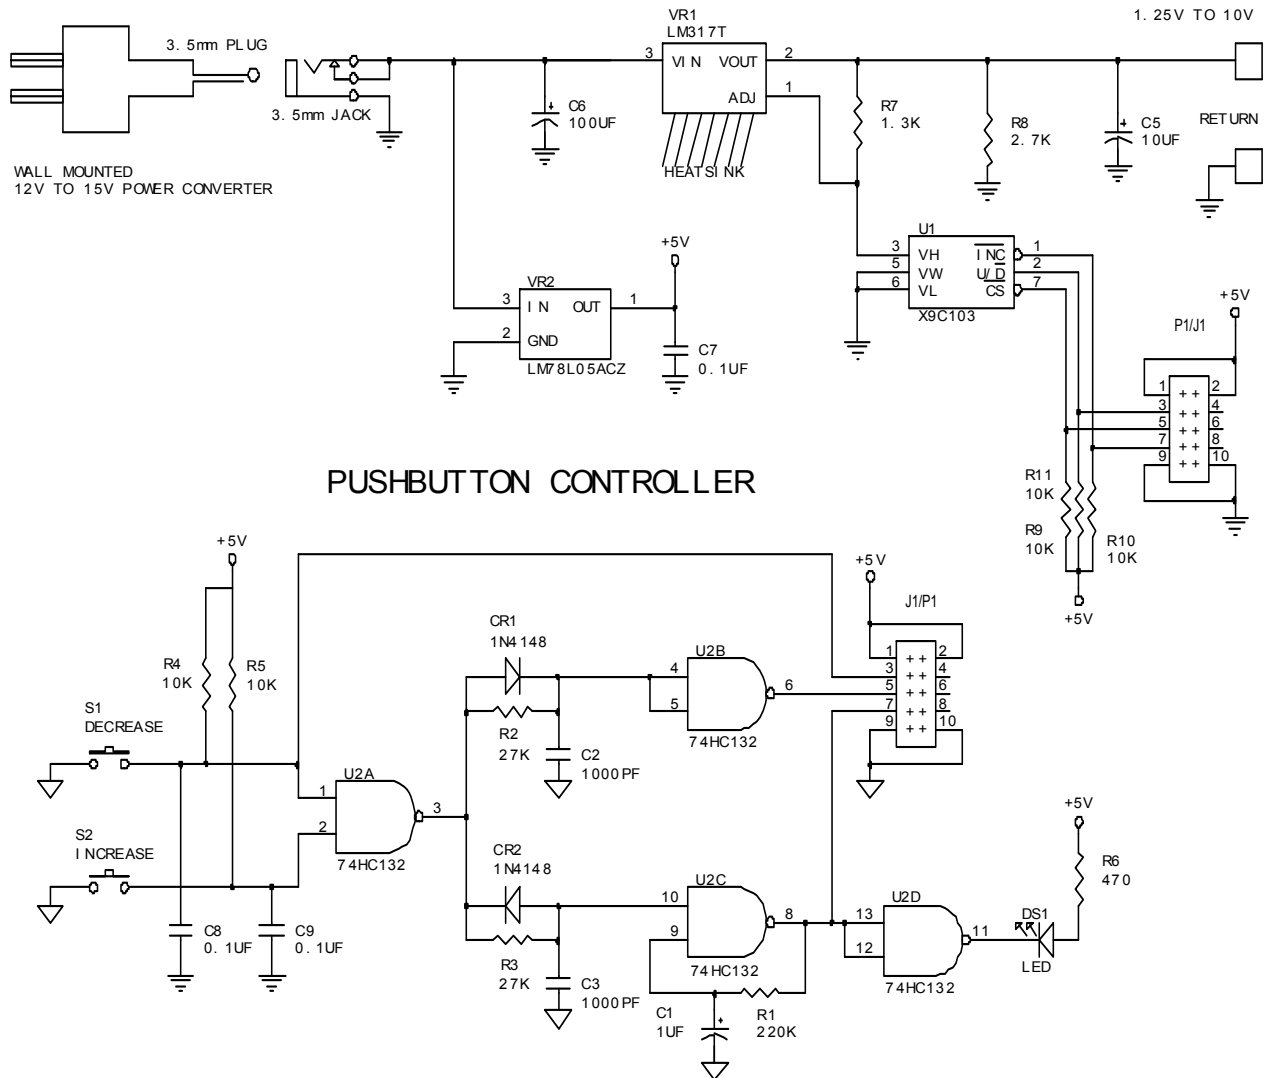 1.25V TO 10V
VR1
LM317T
3.5mm PLUG
3
VIN
VOUT
2
ADJ
1
3.5mm JACK
C6
100UF
R7
1.3K
R8
2.7K
C5
10UF
RETURN
HEATSINK
WALL MOUNTED
12V TO 15V POWER CONVERTER
U1
3
VH
INC
1
5
VW
U/D
2
6
VL
CS
7
X9C103
+5V
VR2
3
IN
OUT
1
2
GND
LM78L05ACZ
C7
0.1UF
+5V
P1/J1
1
++
2
3
++
4
5
++
6
7
++
8
9
++
10
R11
10K
R9
10K
R10
10K
+5V
PUSHBUTTON CONTROLLER
+5V
+5V
J1/P1
1
++
2
3
++
4
5
++
6
7
++
8
9
++
10
CR1
1N4148
U2B
4
5
6
74HC132
R4
10K
R5
10K
R2
27K
C2
1000PF
S1
DECREASE
U2A
1
2
3
74HC132
S2
INCREASE
+5V
R6
470
CR2
1N4148
U2C
10
9
8
74HC132
U2D
13
12
11
74HC132
DS1
LED
C8
0.1UF
C9
0.1UF
R3
27K
C3
1000PF
C1
1UF
+
R1
220K